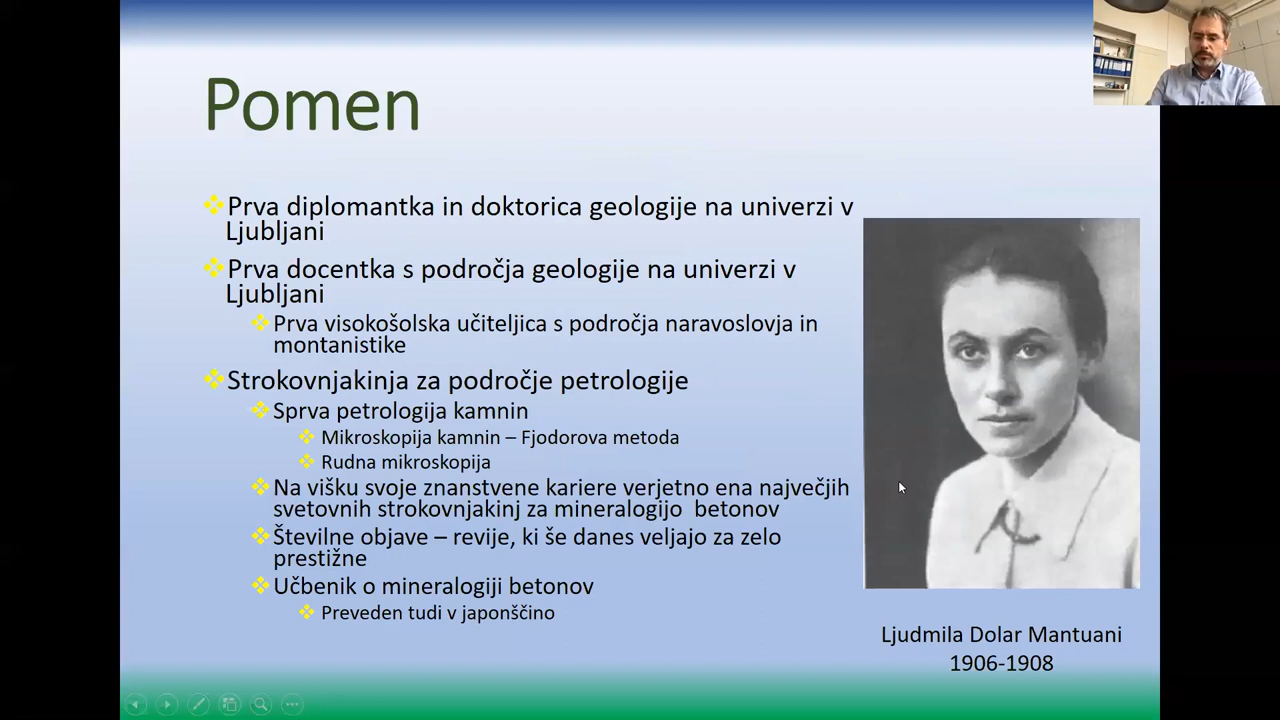 Pomen
Prva diplomantka in doktorica geologije na univerzi v
Ljubljani
Prva docentka s področja geologije na univerzi v
Ljubljani
Prva visokošolska učiteljica s področja naravoslovja in
montanistike
Strokovnjakinja za področje petrologije
Sprva petrologija kamnin
Mikroskopija kamnin – Fjodorova metoda
Rudna mikroskopija
Na višku svoje znanstvene kariere verjetno ena največjih
svetovnih strokovnjakinj za mineralogijo  betonov
Številne objave – revije, ki še danes veljajo za zelo
prestižne
Učbenik o mineralogiji betonov
Preveden tudi v japonščino
Ljudmila Dolar Mantuani
1906-1908